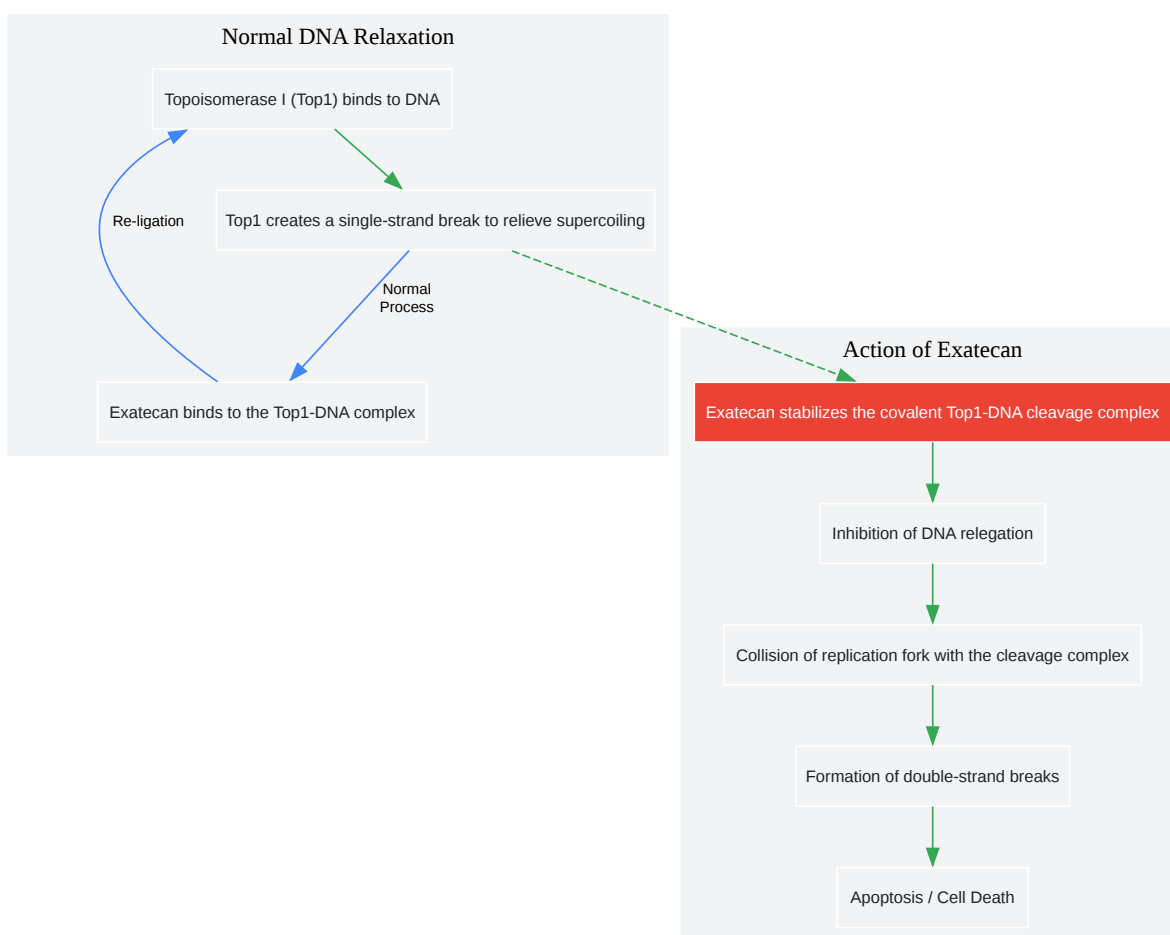 Normal DNA Relaxation
Topoisomerase I (Top1) binds to DNA
Re-ligation
Top1 creates a single-strand break to relieve supercoiling
Normal
Process
Exatecan binds to the Top1-DNA complex
Action of Exatecan
Exatecan stabilizes the covalent Top1-DNA cleavage complex
Inhibition of DNA relegation
Collision of replication fork with the cleavage complex
Formation of double-strand breaks
Apoptosis / Cell Death